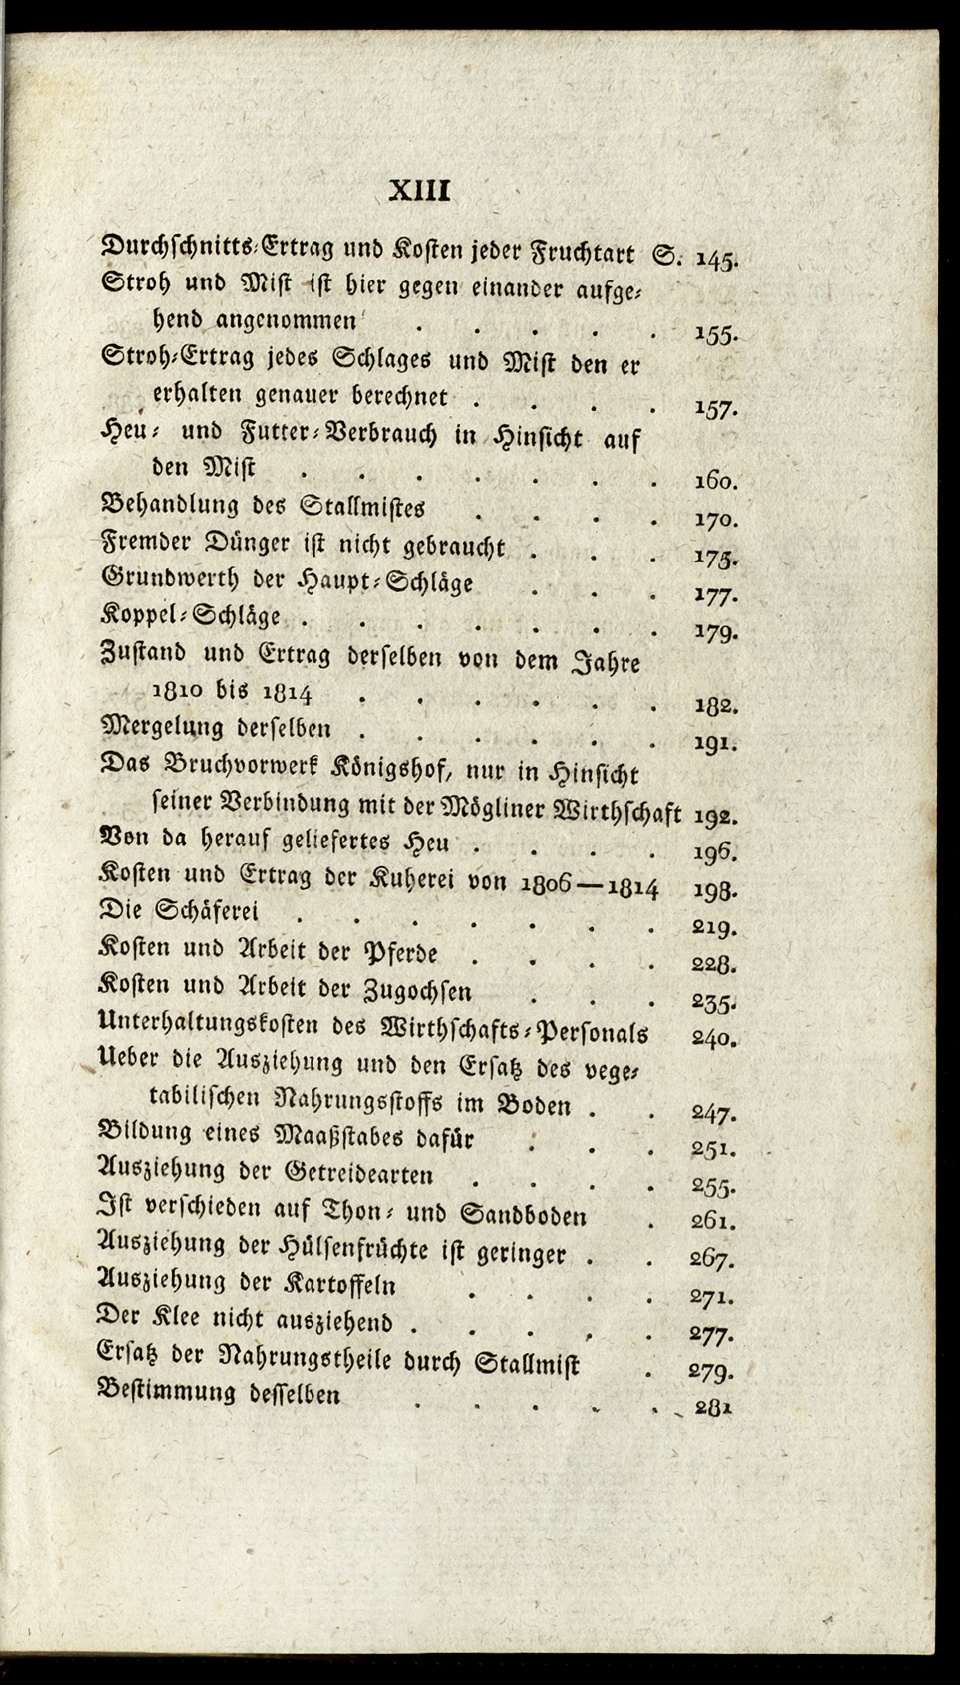 XIII
Durchschnitts-Ertrag und Kosten jeder Fruchtart S. 145.
Stroh und Mist ist hier gegen einander aufge-
hend angenommen . . . . . 155.
Stroh-Ertrag jedes Schlages und Mist den er
erhalten genauer berechnet . . . . 157.
Heu- und Futter-Verbrauch in Hinsicht auf
den Mist . . . . . . . 160.
Behandlung des Stallmistes . . . . 170.
Fremder Dünger ist nicht gebraucht . . . 175.
Grundwerth der Haupt-Schläge . . . 177.
Koppel-Schläge . . . . . . . 179.
Zustand und Ertrag derselben von dem Jahre
1810 bis 1814 . . . . . . 182.
Mergelung derselben . . . . . . 191.
Das Bruchvorwerk Königshof, nur in Hinsicht
seiner Verbindung mit der Mögliner Wirthschaft 192.
Von da herauf geliefertes Heu . . . . 196.
Kosten und Ertrag der Kuherei von 1806—1814 198.
Die Schäferei . . . . . . . 219.
Kosten und Arbeit der Pferde . . . . 228.
Kosten und Arbeit der Zugochsen . . . 235.
Unterhaltungskosten des Wirthschafts-Personals 240.
Ueber die Ausziehung und den Ersatz des vege-
tabilischen Nahrungsstoffs im Boden . . 247.
Bildung eines Maaßstabes dafür . . . 251.
Ausziehung der Getreidearten . . . . 255.
Ist verschieden auf Thon- und Sandboden . 261.
Ausziehung der Hülsenfrüchte ist geringer . . 267.
Ausziehung der Kartoffeln . . . . 271.
Der Klee nicht ausziehend . . . . . 277.
Ersatz der Nahrungstheile durch Stallmist . 279.
Bestimmung desselben . . . . . 281